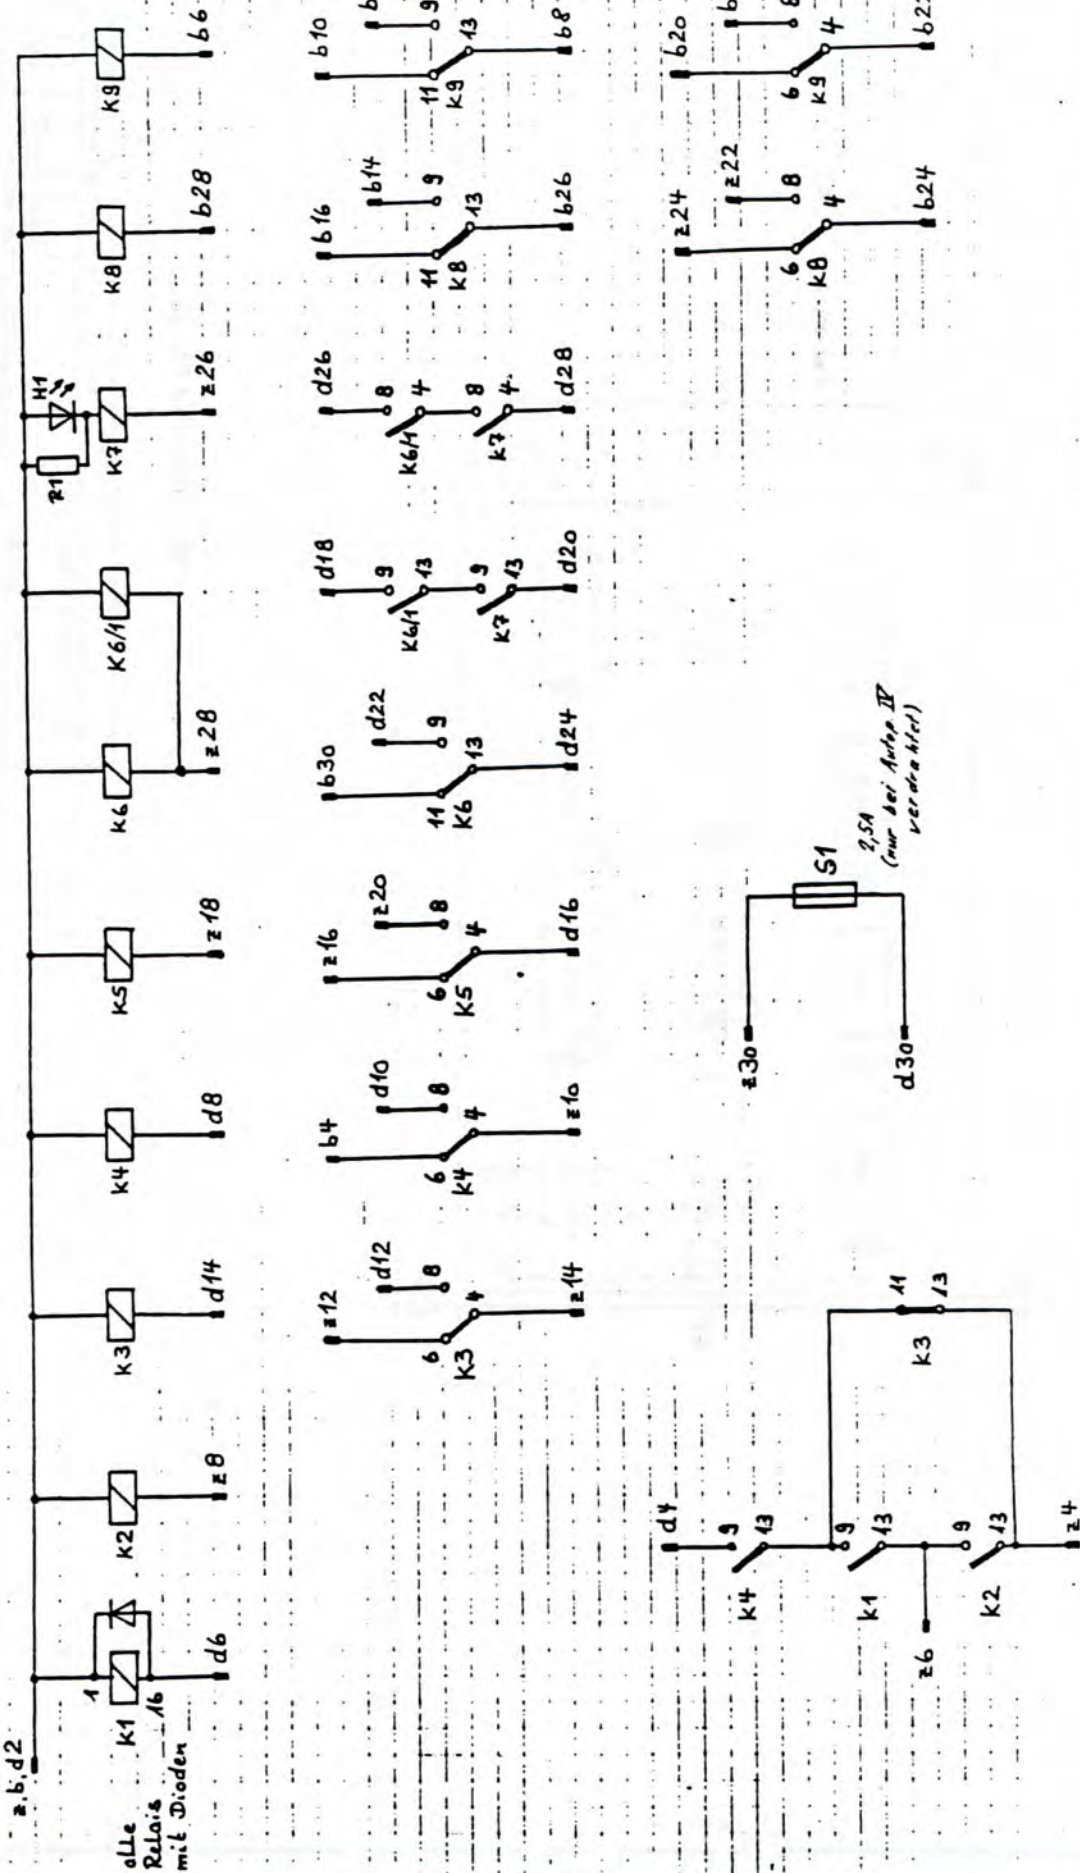 z,b,d2
alle
Relais
mit Dioden
1
16
K1
d6
K2
z8
K3
d14
K4
d8
K5
z18
K6
z28
K6/1
R1
H1
K7
z26
K8
b28
K9
b6
z12
d12
6
8
4
K3
z14
b4
d10
6
8
4
K4
z10
z16
z20
6
8
4
K5
d16
b30
d22
11
9
13
K6
d24
d18
9
K6/1
13
9
K7
13
d20
d26
8
K6/1
4
8
K7
4
d28
b16
b14
11
9
13
K8
b26
b10
11
9
13
K9
b8
d4
9
K4
13
9
K1
13
z6
9
K2
13
z4
11
K3
13
z30
S1
2,5A
(nur bei Autop. IV
verdrahtet)
d30
z24
z22
6
8
4
K8
b24
b20
6
8
4
K9